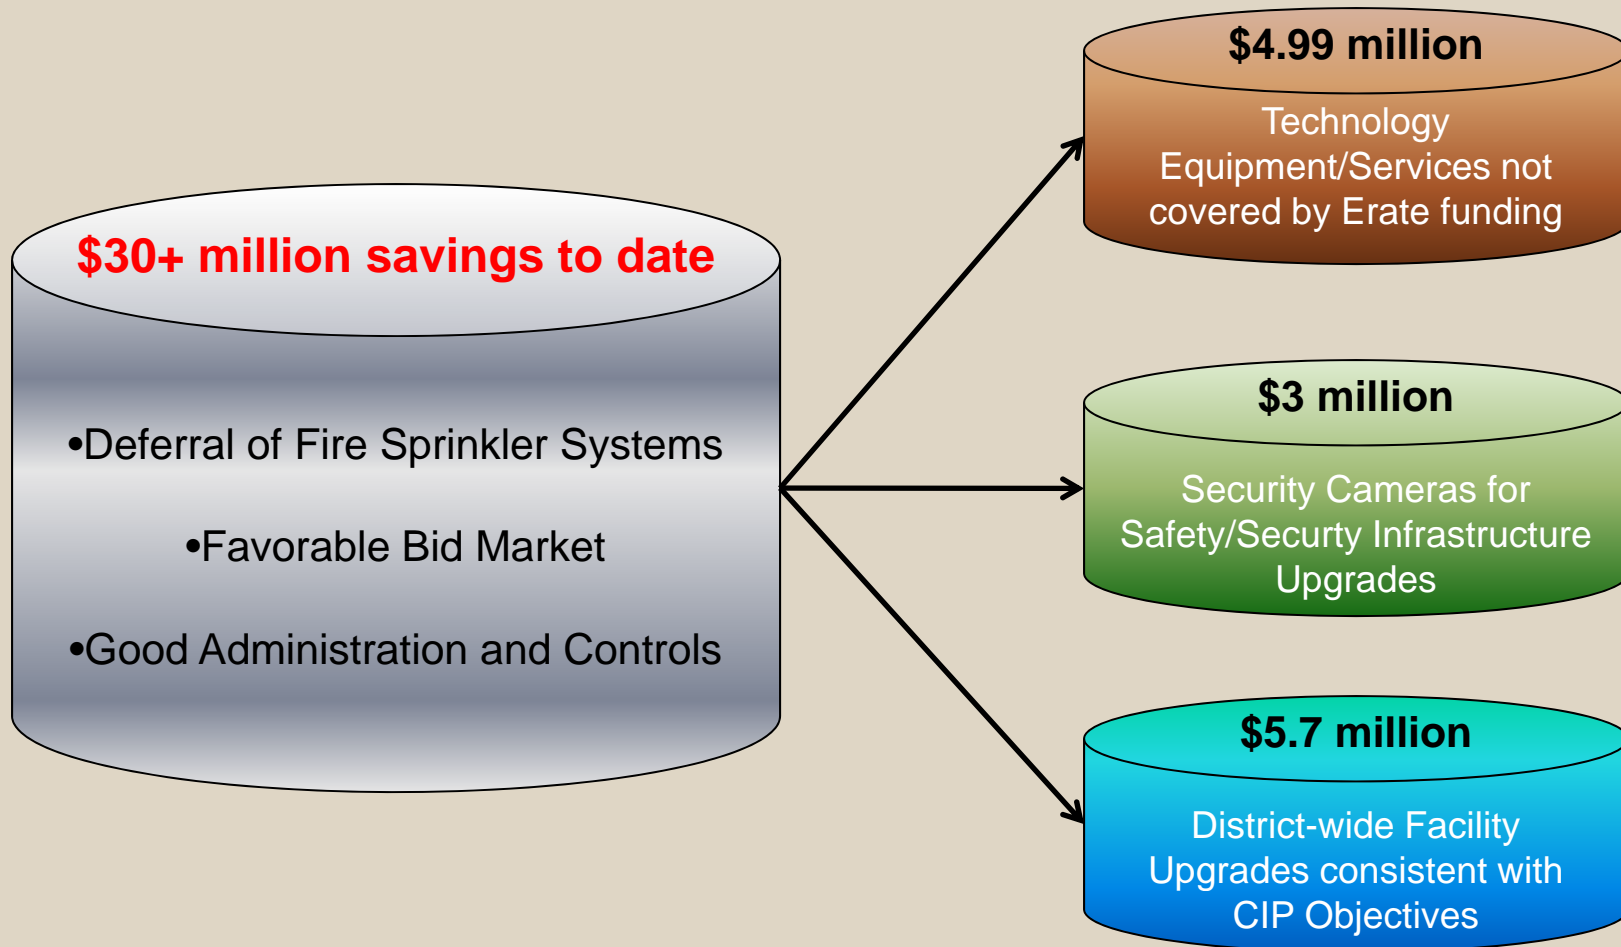 $30+ million savings to date
•Deferral of Fire Sprinkler Systems
•Favorable Bid Market
•Good Administration and Controls
$4.99 million
Technology
Equipment/Services not
covered by Erate funding
$3 million
Security Cameras for
Safety/Securty Infrastructure
Upgrades
$5.7 million
District-wide Facility
Upgrades consistent with
CIP Objectives